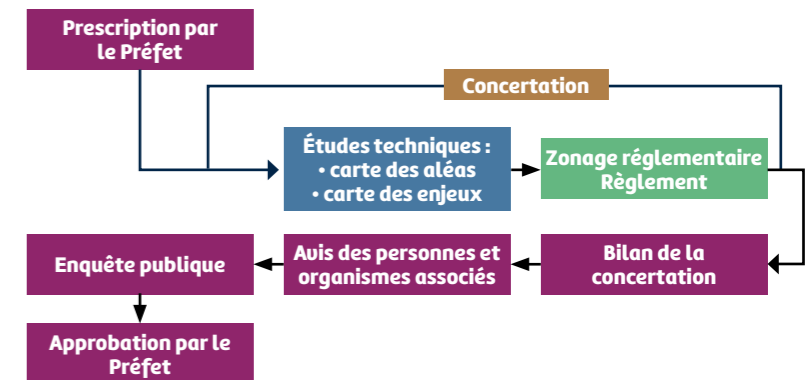 Prescription par
le Préfet
Concertation
Études techniques :
• carte des aléas
• carte des enjeux
Zonage réglementaire
Règlement
Enquête publique
Avis des personnes et
organismes associés
Bilan de la
concertation
Approbation par le
Préfet